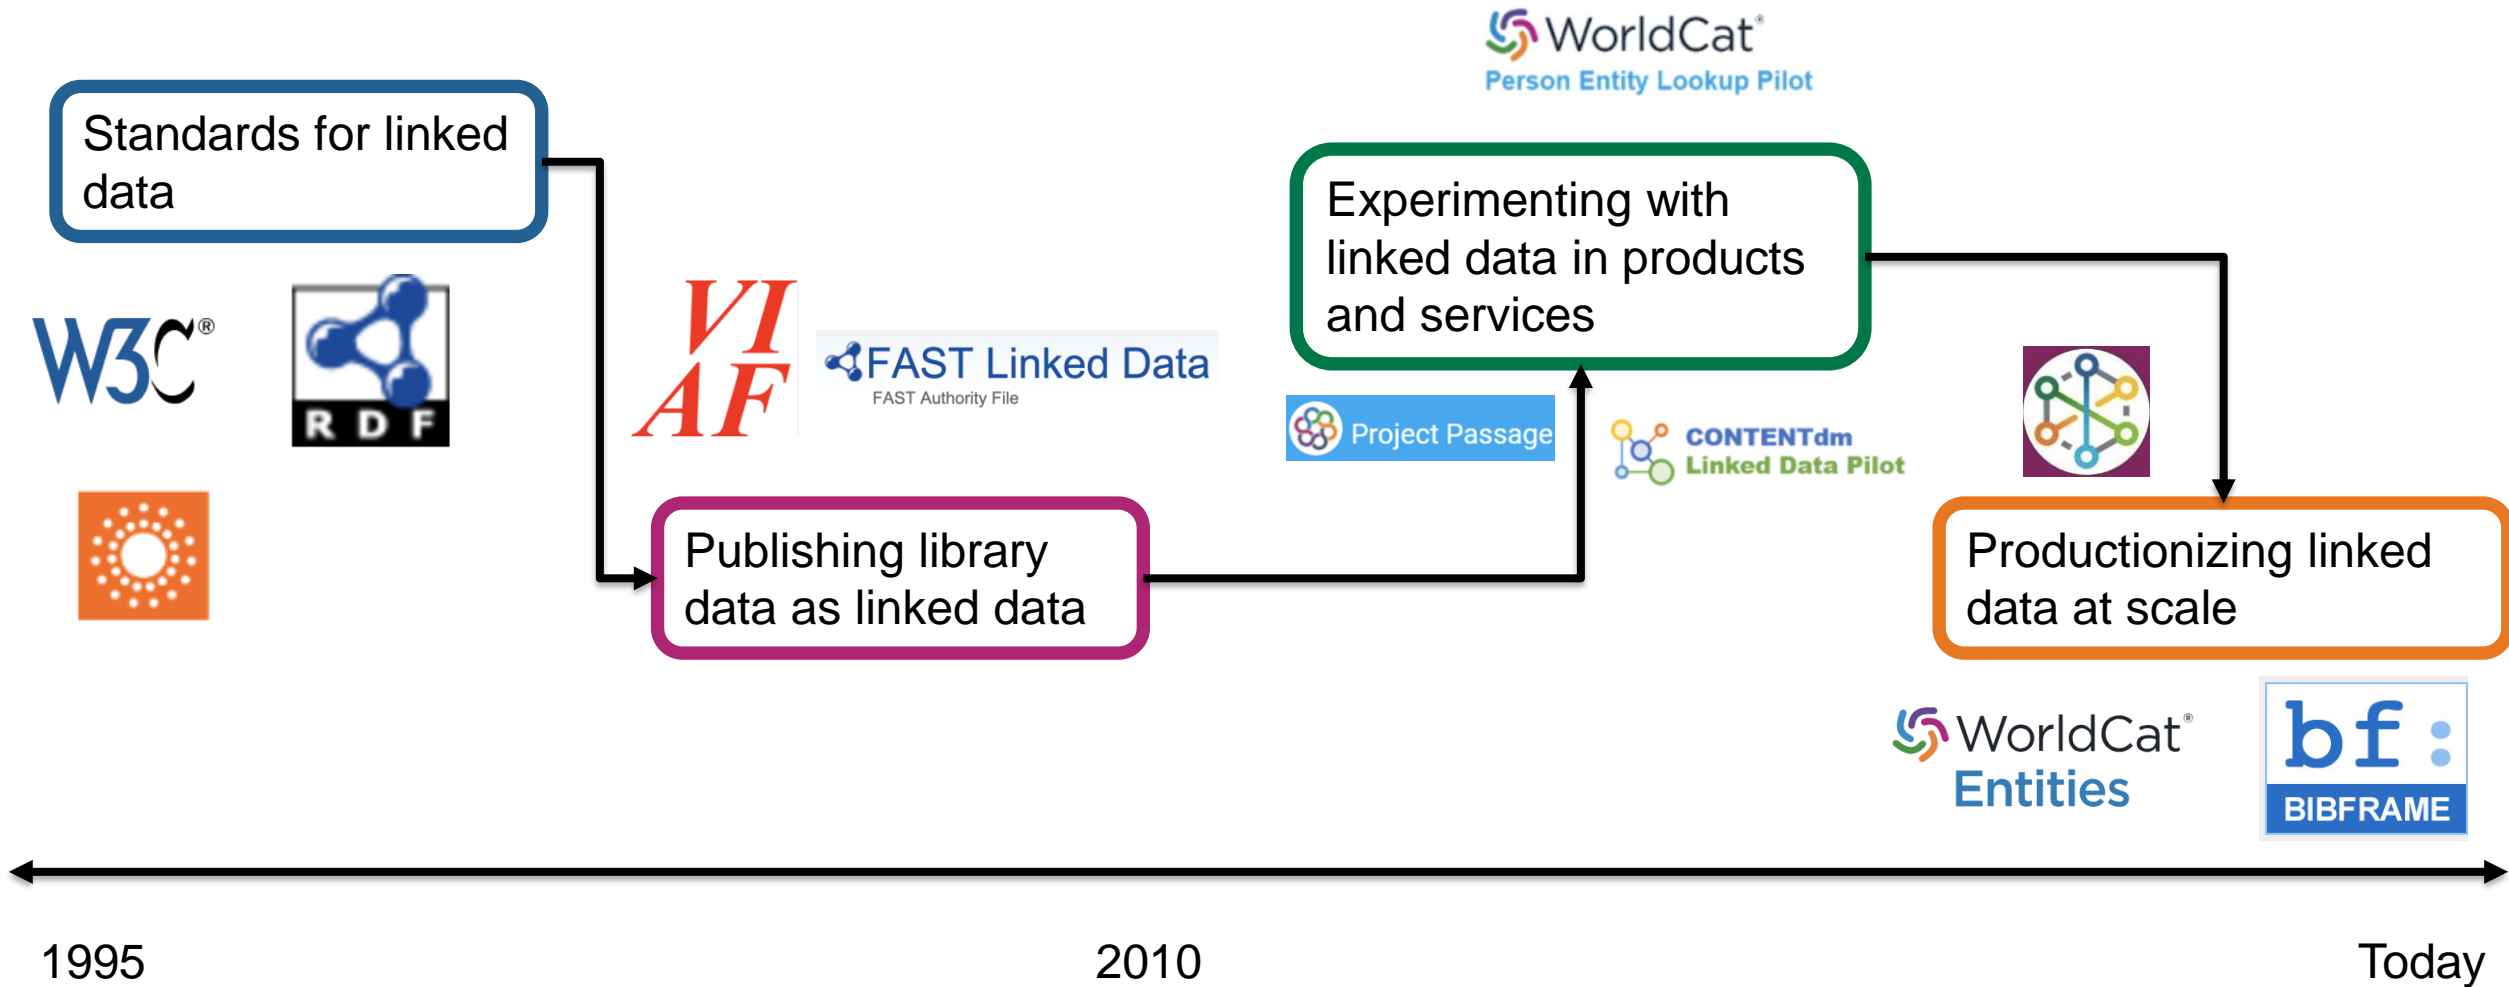 WorldCat®
Person Entity Lookup Pilot
Standards for linked
data
Experimenting with
linked data in products
and services
W3C®
RDF
VI
AF
FAST Linked Data
FAST Authority File
Project Passage
CONTENTdm
Linked Data Pilot
Publishing library
data as linked data
Productionizing linked
data at scale
WorldCat®
Entities
bf:
BIBFRAME
1995
2010
Today